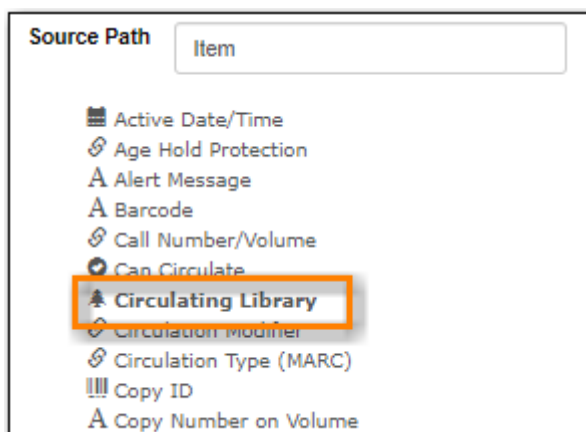 Source Path
Item
Active Date/Time
Age Hold Protection
Alert Message
Barcode
Call Number/Volume
Can Circulate
Circulating Library
Circulation Modifier
Circulation Type (MARC)
Copy ID
Copy Number on Volume